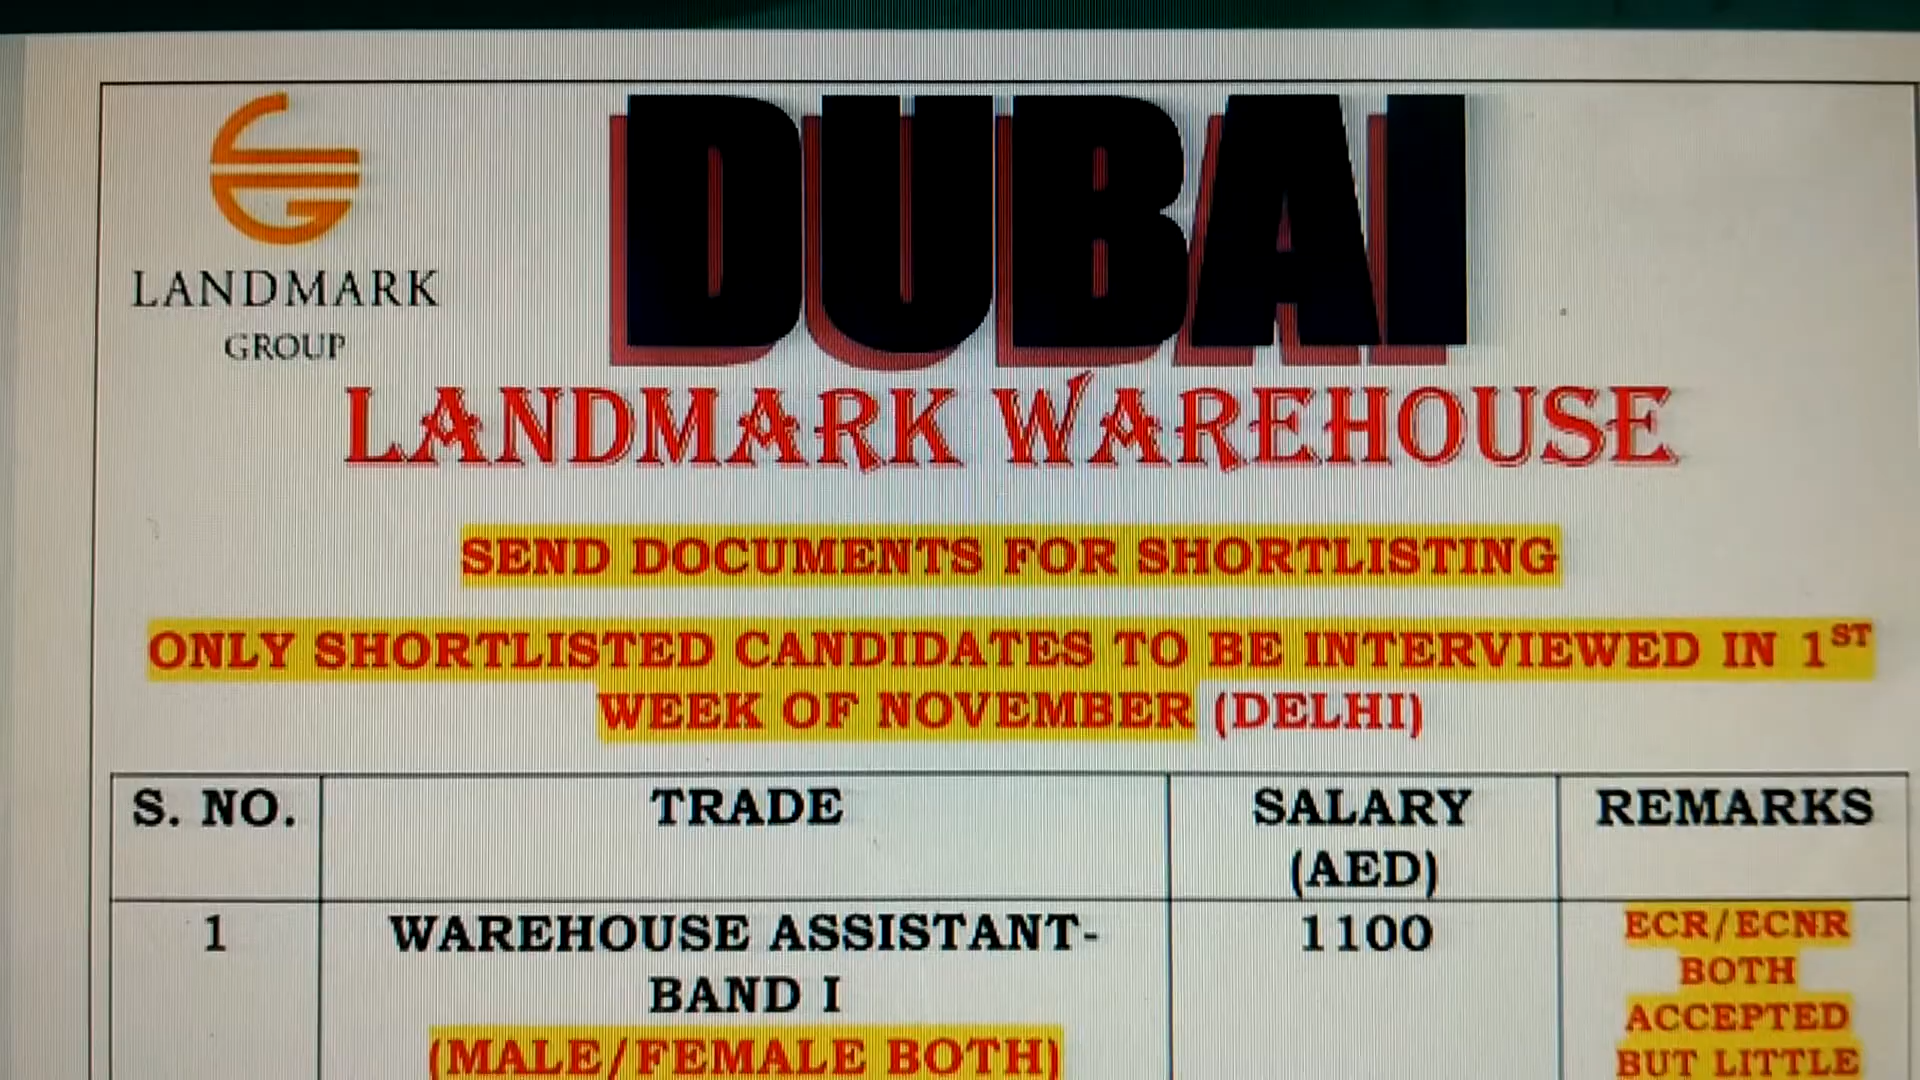 LANDMARK
GROUP
DUBAI
LANDMARK WAREHOUSE
SEND DOCUMENTS FOR SHORTLISTING
ONLY SHORTLISTED CANDIDATES TO BE INTERVIEWED IN 1ST
WEEK OF NOVEMBER (DELHI)
S. NO.
TRADE
SALARY
(AED)
REMARKS
1
WAREHOUSE ASSISTANT-
BAND I
(MALE/FEMALE BOTH)
1100
ECR/ECNR
BOTH
ACCEPTED
BUT LITTLE